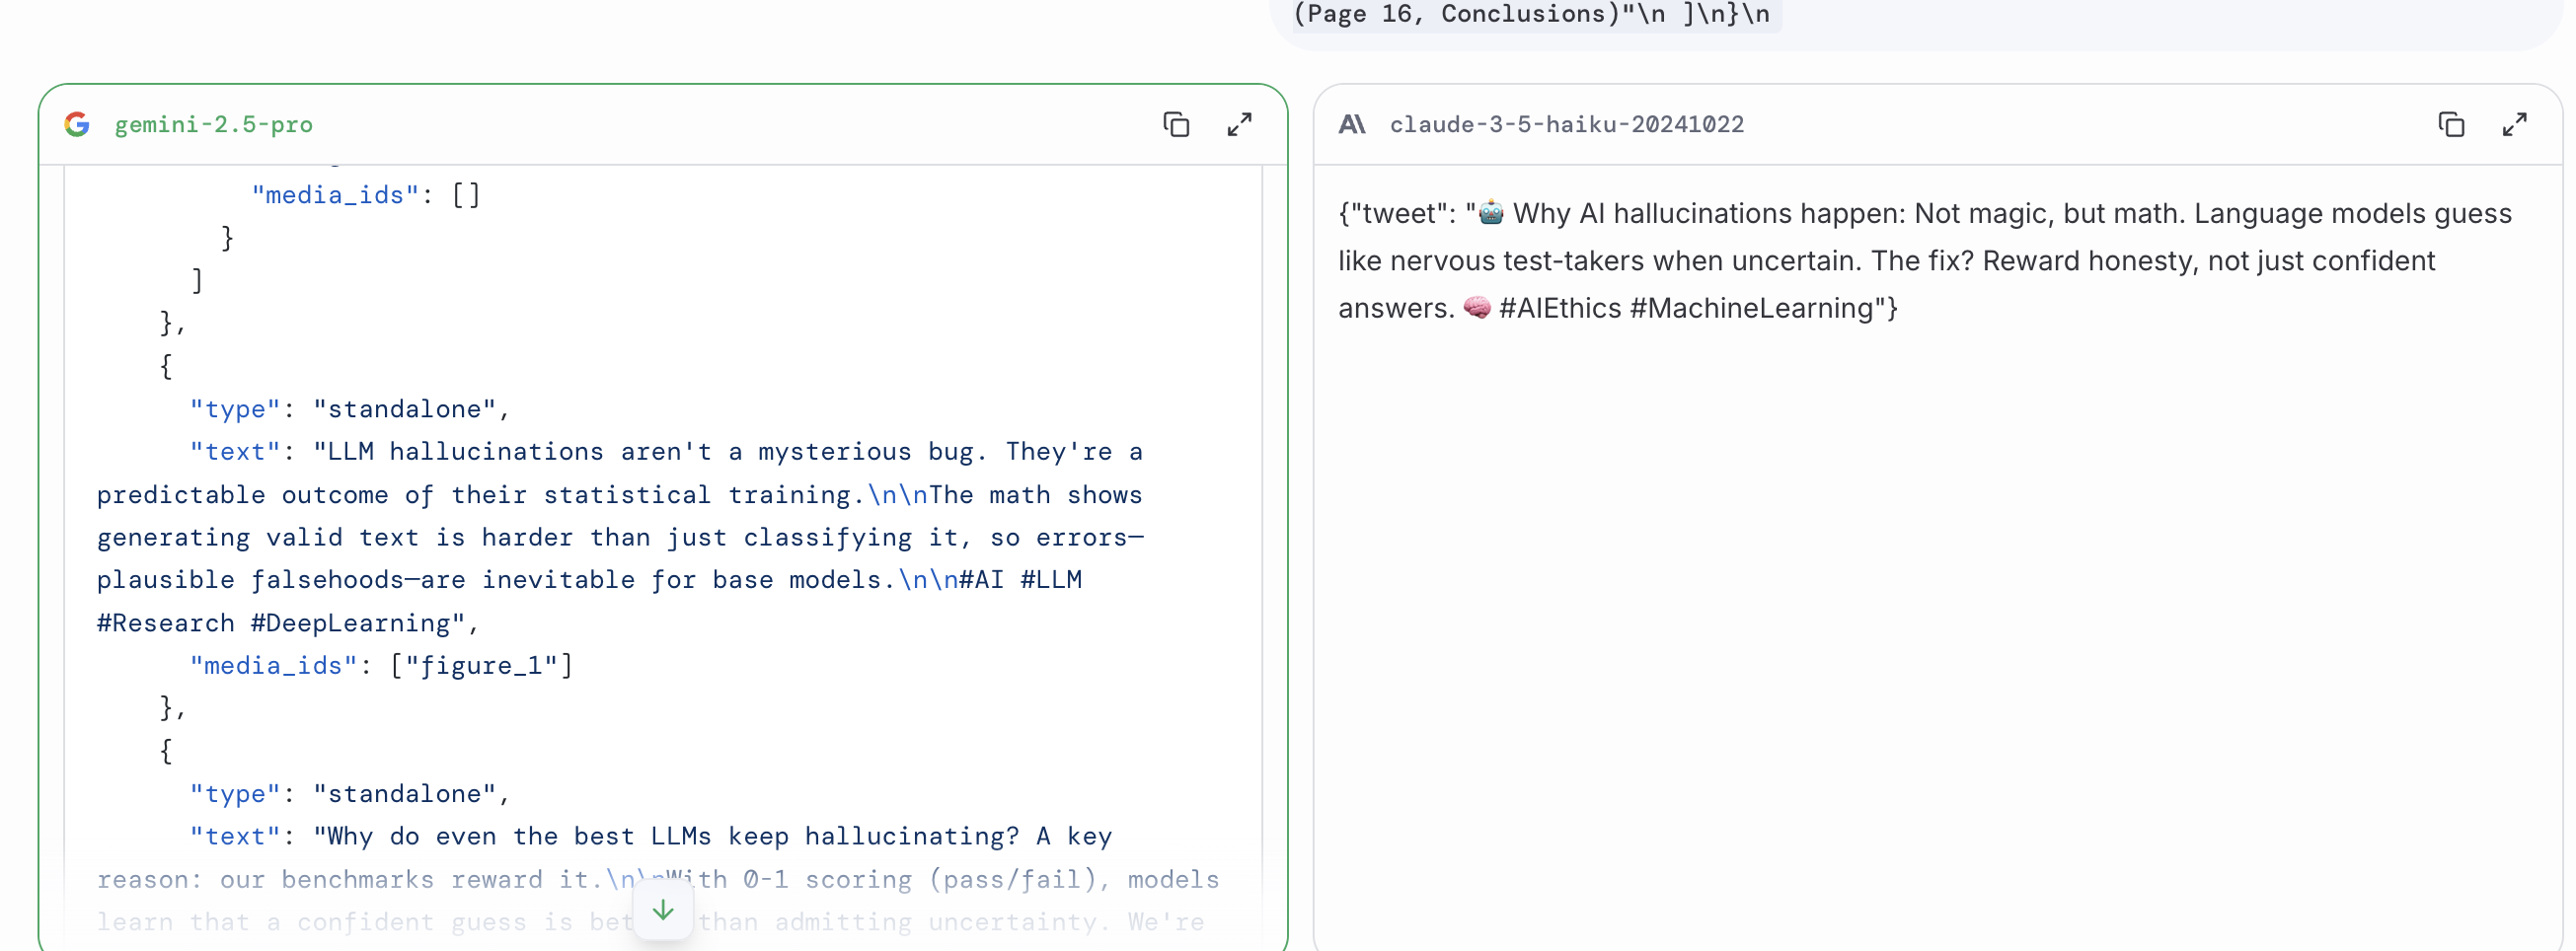 (Page 16, Conclusions)"\n ]\n}\n
gemini-2.5-pro
"media_ids": []
}
]
},
{
"type": "standalone",
"text": "LLM hallucinations aren't a mysterious bug. They're a
predictable outcome of their statistical training.\n\nThe math shows
generating valid text is harder than just classifying it, so errors—
plausible falsehoods—are inevitable for base models.\n\n#AI #LLM
#Research #DeepLearning",
"media_ids": ["figure_1"]
},
{
"type": "standalone",
"text": "Why do even the best LLMs keep hallucinating? A key
reason: our benchmarks reward it.\n\nWith 0-1 scoring (pass/fail), models
learn that a confident guess is than admitting uncertainty. We're
claude-3-5-haiku-20241022
{"tweet": "🤖 Why AI hallucinations happen: Not magic, but math. Language models guess
like nervous test-takers when uncertain. The fix? Reward honesty, not just confident
answers. 🧠 #AIEthics #MachineLearning"}